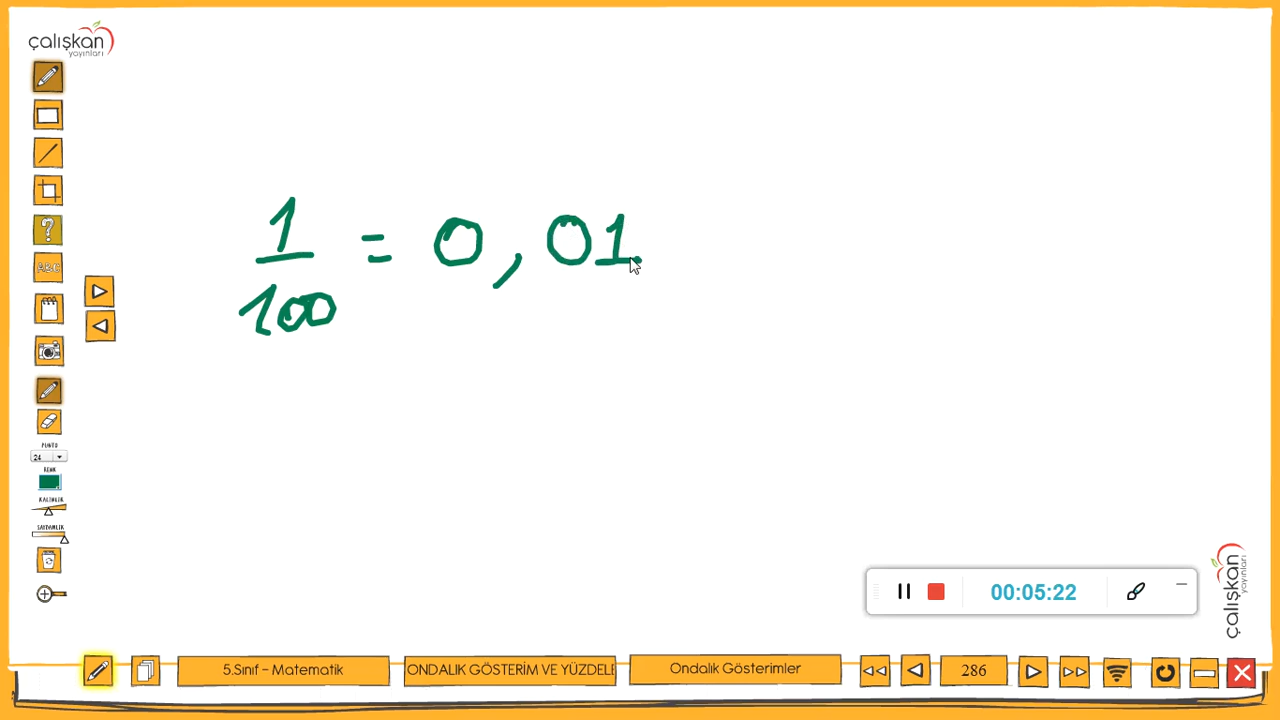 çalışkan
yayınları
1/100 = 0,01
ABC
PUNTO
24
RENK
KALINLIK
SAYDAMLIK
00:05:22
çalışkan
yayınları
5.Sınıf - Matematik
ONDALIK GÖSTERİM VE YÜZDELE
Ondalık Gösterimler
286